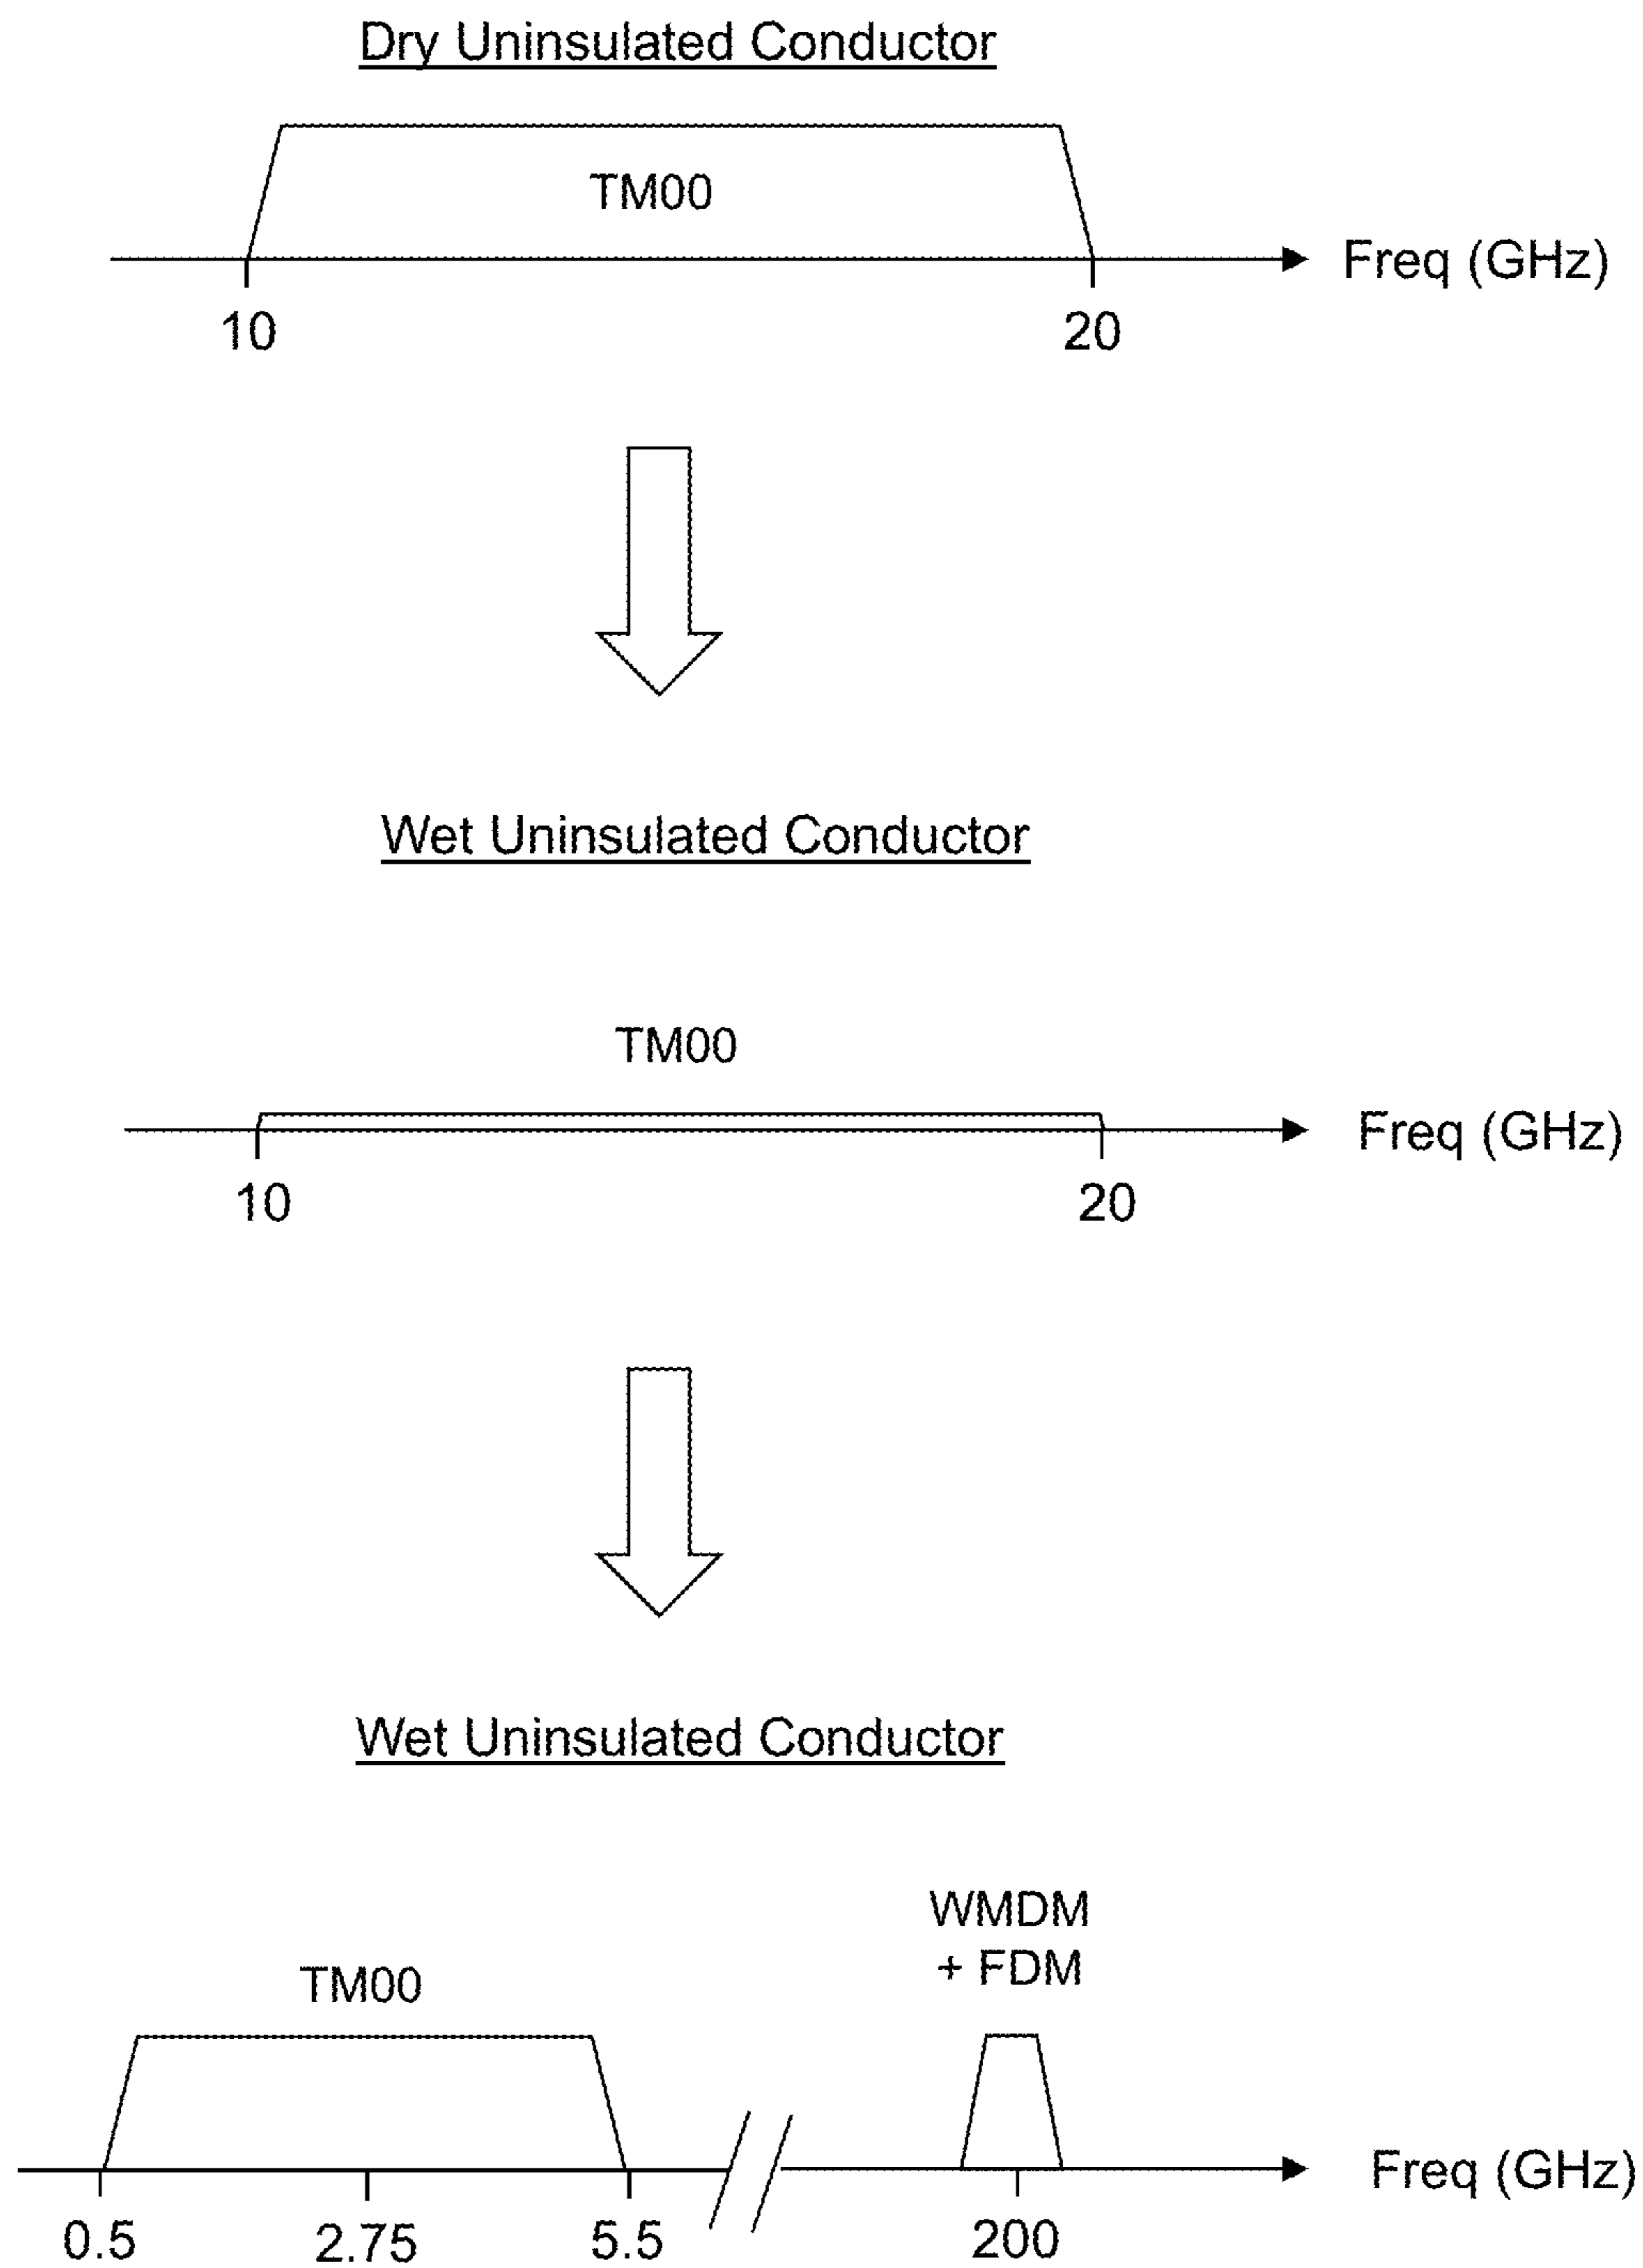 Dry Uninsulated Conductor
TM00
Freq (GHz)
10
20
Wet Uninsulated Conductor
TM00
Freq (GHz)
10
20
Wet Uninsulated Conductor
WMDM
+ FDM
TM00
Freq (GHz)
0.5
2.75
5.5
200